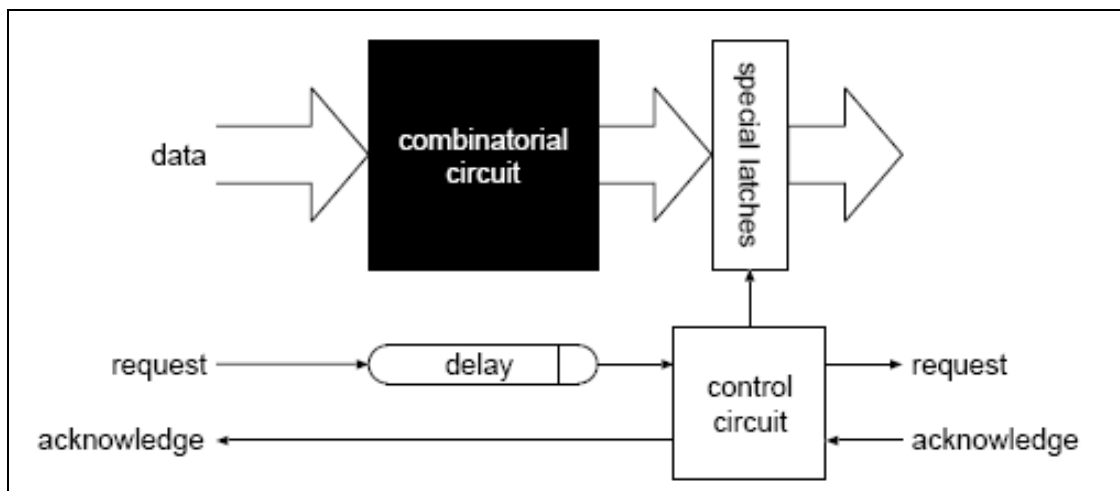 data
combinatorial
circuit
special latches
request
delay
control
circuit
request
acknowledge
acknowledge